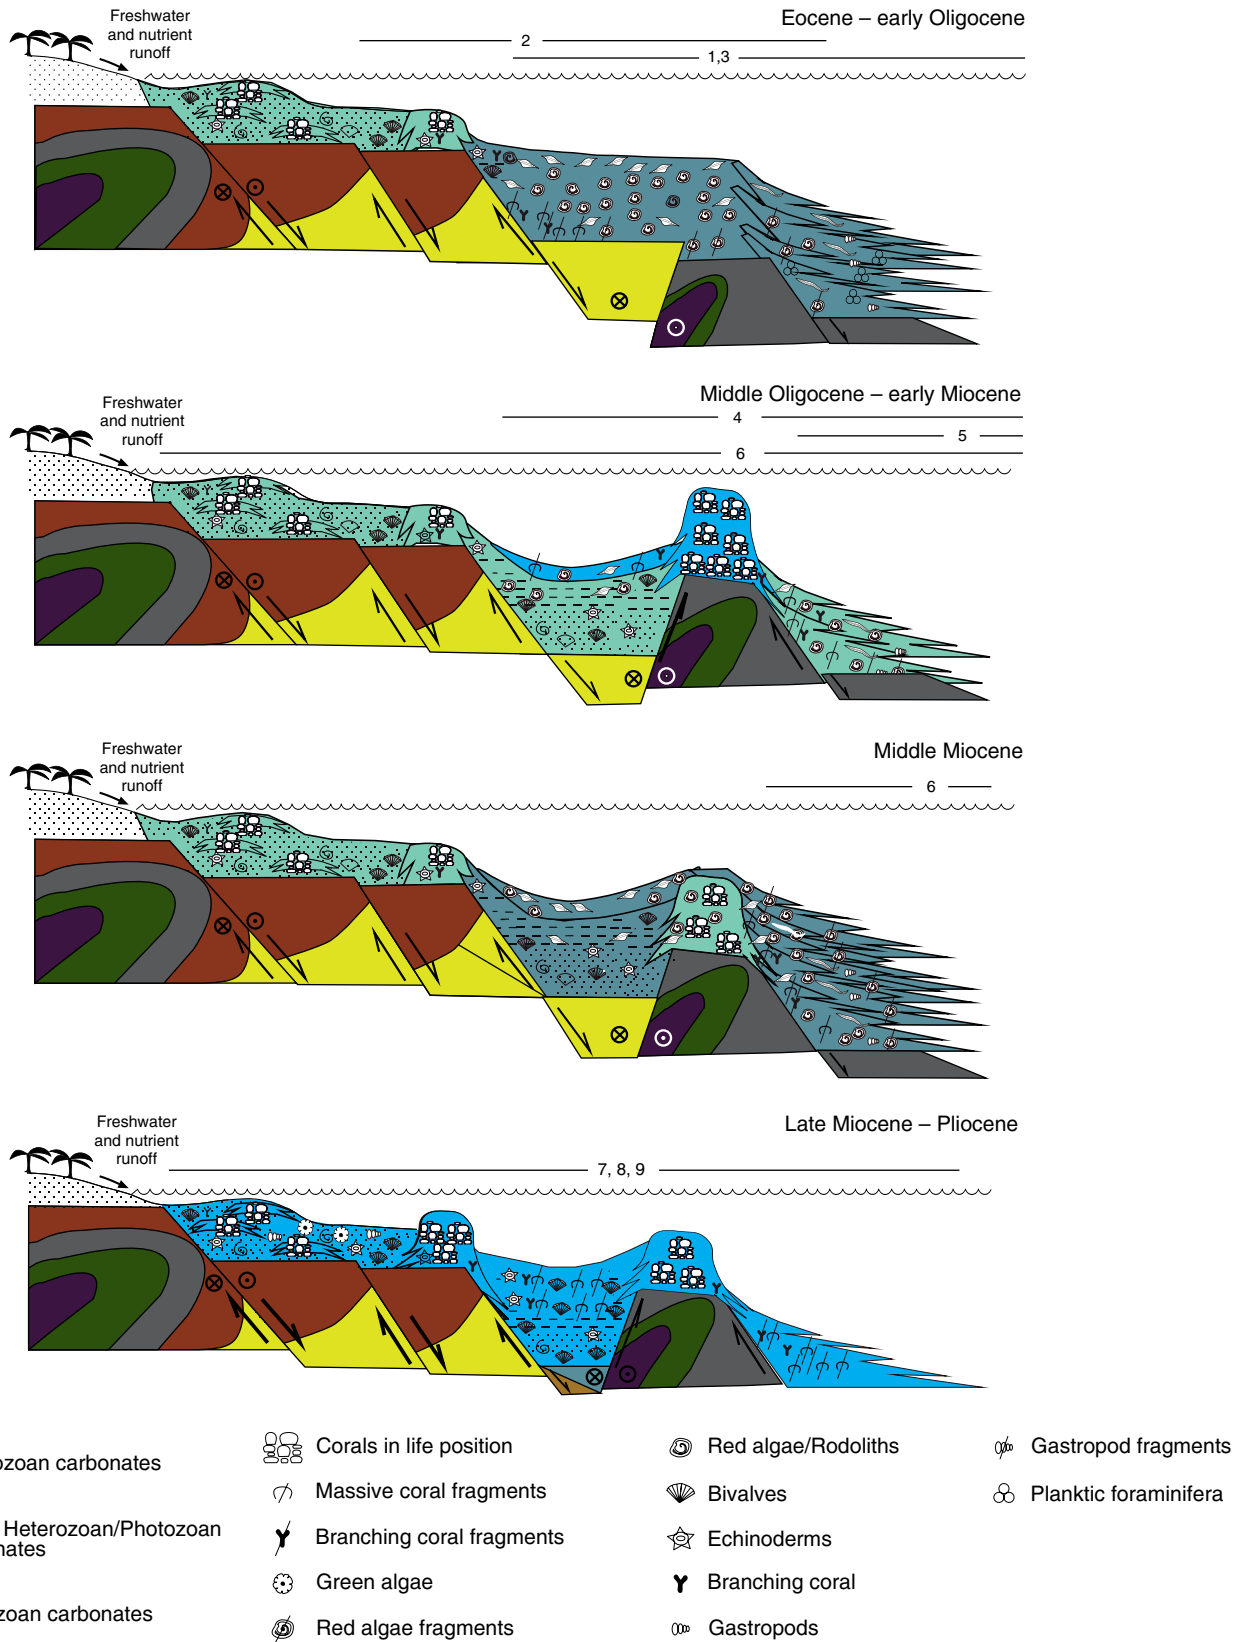 Freshwater
and nutrient
runoff
Eocene – early Oligocene
2
1,3
Freshwater
and nutrient
runoff
Middle Oligocene – early Miocene
4
5
6
Freshwater
and nutrient
runoff
Middle Miocene
6
Freshwater
and nutrient
runoff
Late Miocene – Pliocene
7, 8, 9
ozoan carbonates
Heterozoan/Photozoan
nates
zoan carbonates
Corals in life position
Massive coral fragments
Branching coral fragments
Green algae
Red algae fragments
Red algae/Rodoliths
Bivalves
Echinoderms
Branching coral
Gastropods
Gastropod fragments
Planktic foraminifera